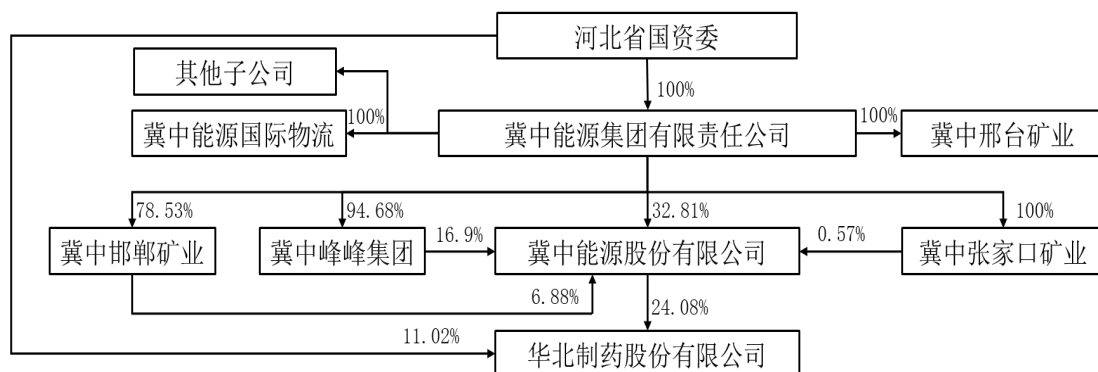 河北省国资委
其他子公司
100%
冀中能源国际物流
100%
冀中能源集团有限责任公司
100%
冀中邢台矿业
78.53%
94.68%
32.81%
100%
冀中邯郸矿业
冀中峰峰集团
16.9%
冀中能源股份有限公司
0.57%
冀中张家口矿业
6.88%
24.08%
11.02%
华北制药股份有限公司